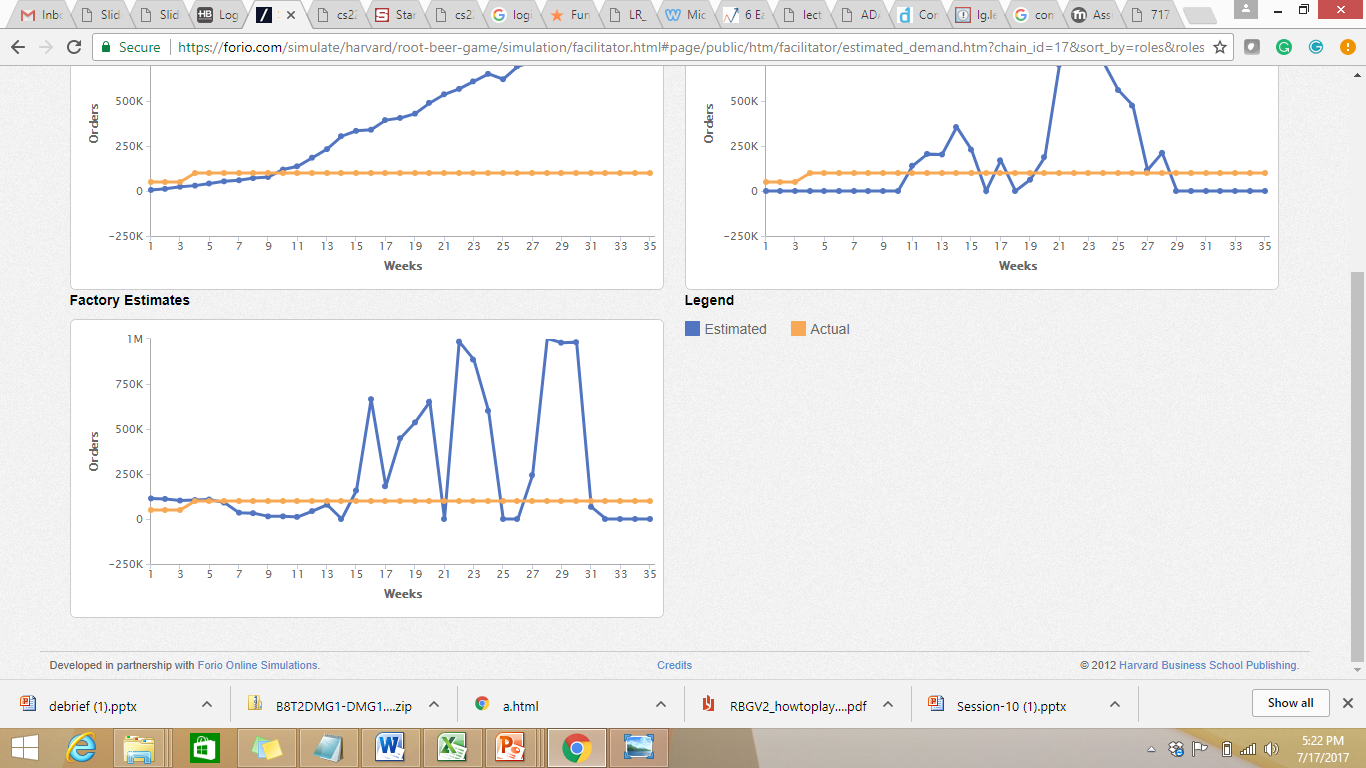 Inbo
Slid
Slid
Log
cs22
Star
cs2
logi
Fun
LR_
Mic
6 Ea
lect
ADA
Cor
lg.le
con
Assi
717
Secure
https://forio.com/simulate/harvard/root-beer-game/simulation/facilitator.html#page/public/htm/facilitator/estimated_demand.htm?chain_id=17&sort_by=roles&roles
500K
250K
0
−250K
Orders
1 3 5 7 9 11 13 15 17 19 21 23 25 27 29 31 33 35
Weeks
500K
250K
0
−250K
Orders
1 3 5 7 9 11 13 15 17 19 21 23 25 27 29 31 33 35
Weeks
Factory Estimates
Legend
Estimated
Actual
1M
750K
500K
250K
0
−250K
Orders
1 3 5 7 9 11 13 15 17 19 21 23 25 27 29 31 33 35
Weeks
Developed in partnership with Forio Online Simulations.
Credits
© 2012 Harvard Business School Publishing.
debrief (1).pptx
B8T2DMG1-DMG1....zip
a.html
RBGV2_howtoplay....pdf
Session-10 (1).pptx
Show all
5:22 PM
7/17/2017